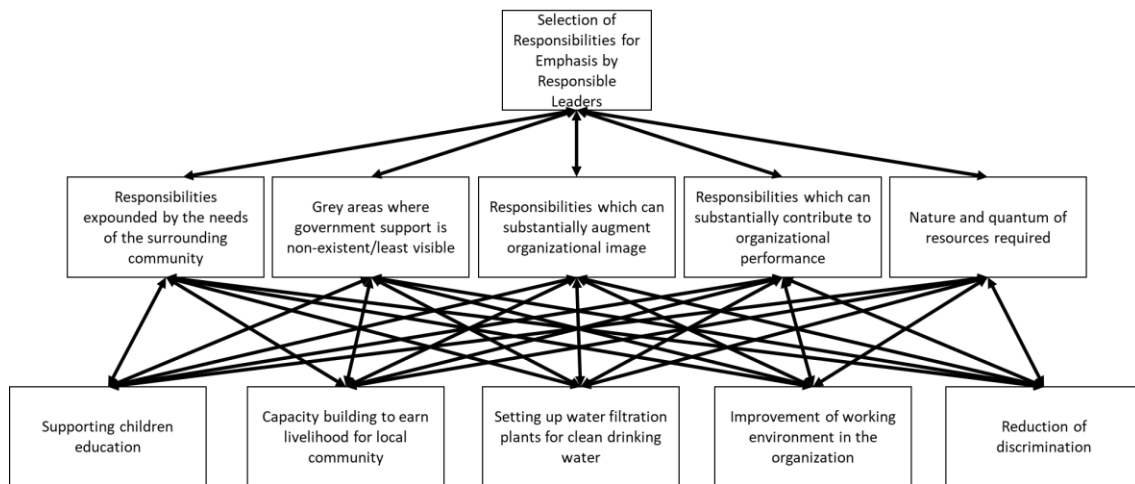 Selection of
Responsibilities for
Emphasis by
Responsible
Leaders
Responsibilities
expounded by the needs
of the surrounding
community
Grey areas where
government support is
non-existent/least visible
Responsibilities which can
substantially augment
organizational image
Responsibilities which can
substantially contribute to
organizational
performance
Nature and quantum of
resources required
Supporting children
education
Capacity building to earn
livelihood for local
community
Setting up water filtration
plants for clean drinking
water
Improvement of working
environment in the
organization
Reduction of
discrimination